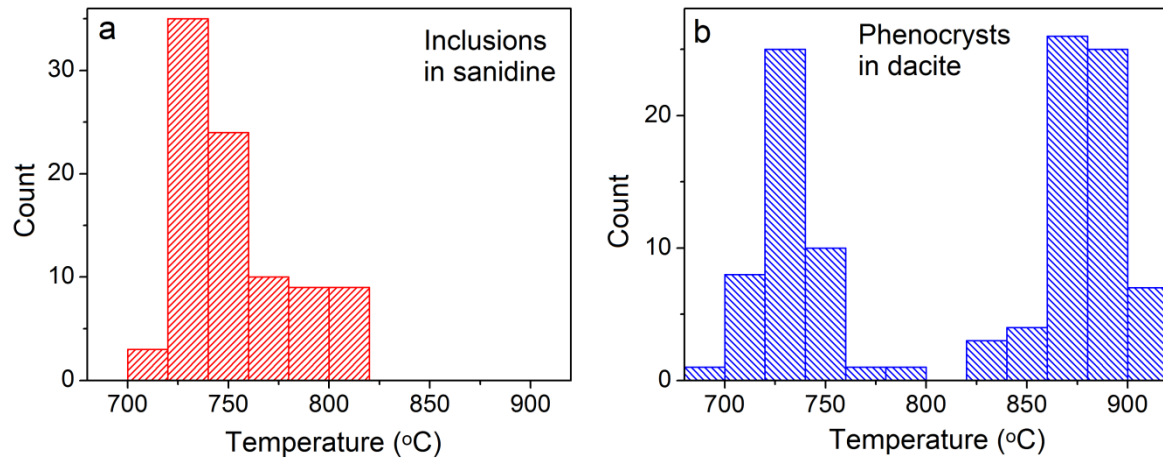 a
Inclusions
in sanidine
30
20
10
0
Count
700 750 800 850 900
Temperature (oC)
b
Phenocrysts
in dacite
20
10
0
Count
700 750 800 850 900
Temperature (oC)